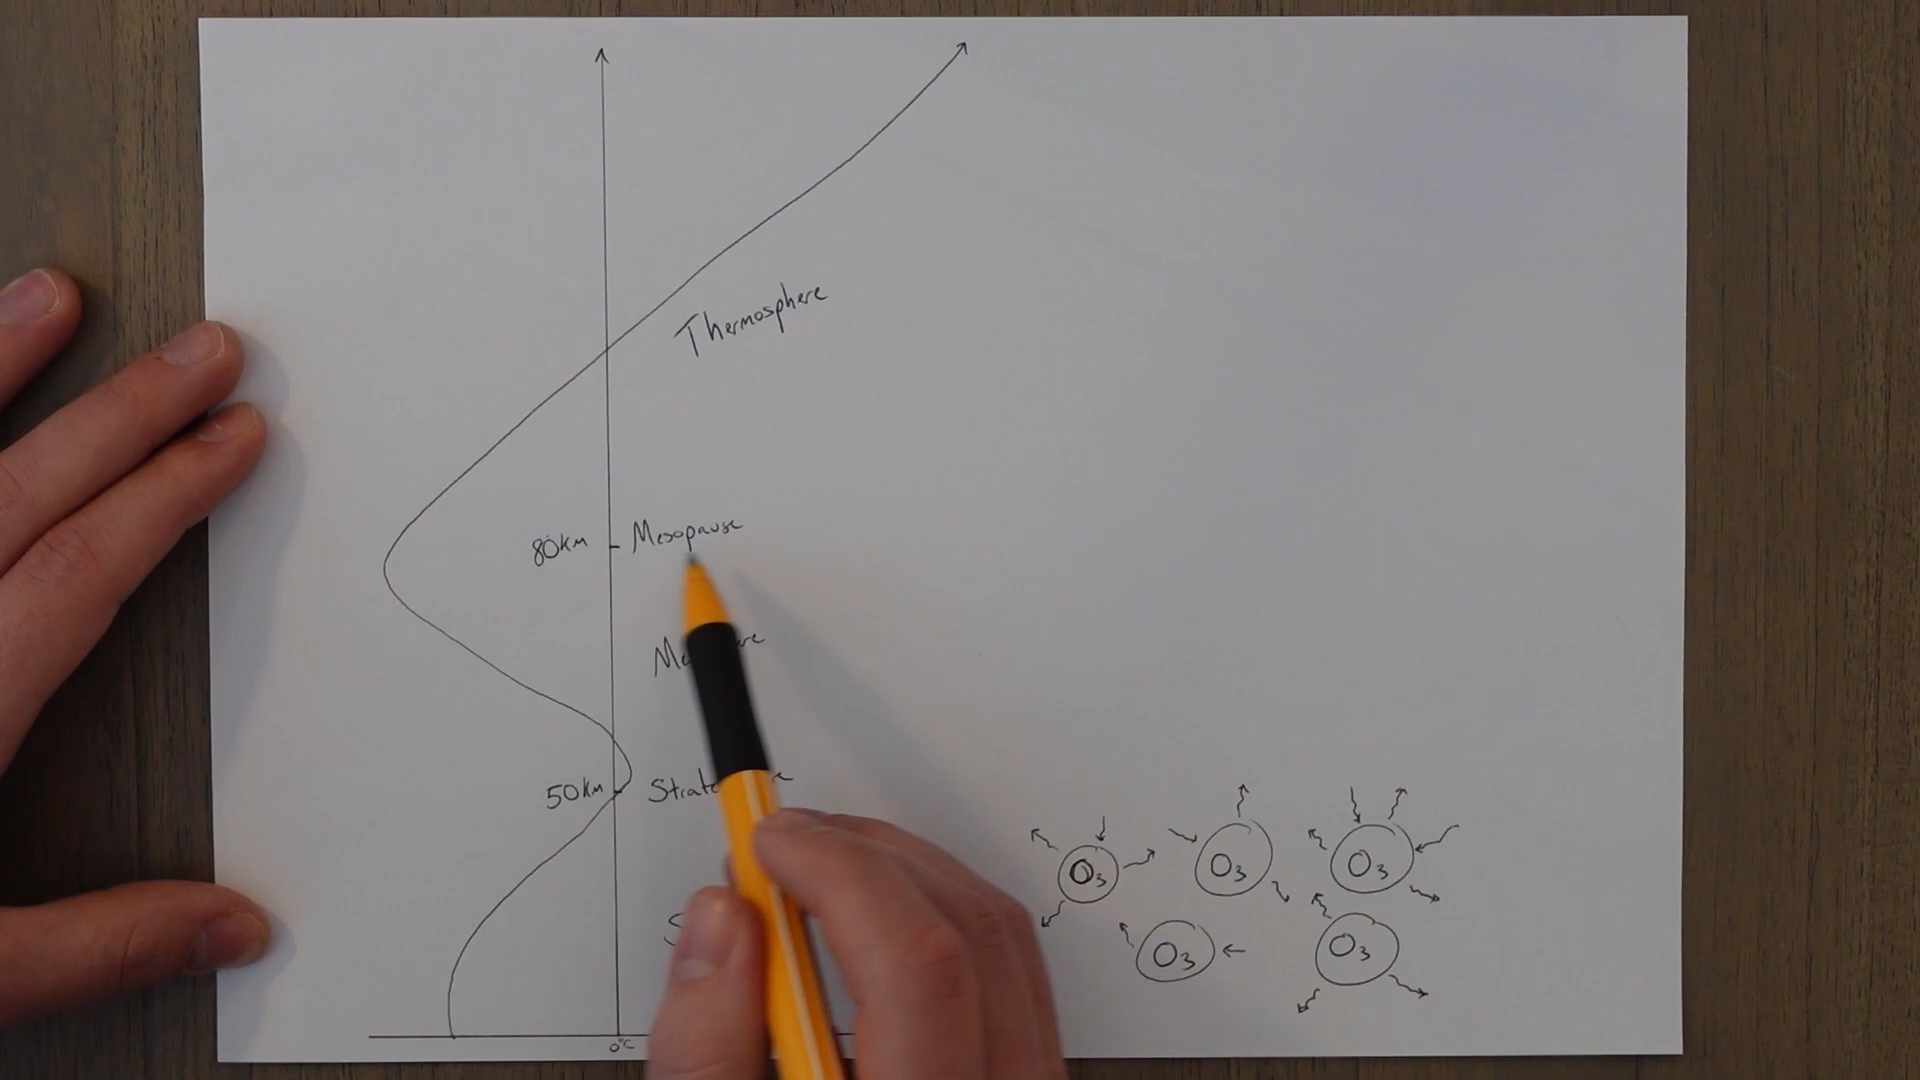 Thermosphere
80km Mesopause
50km
O3 O3 O3
O3 O3
0°C